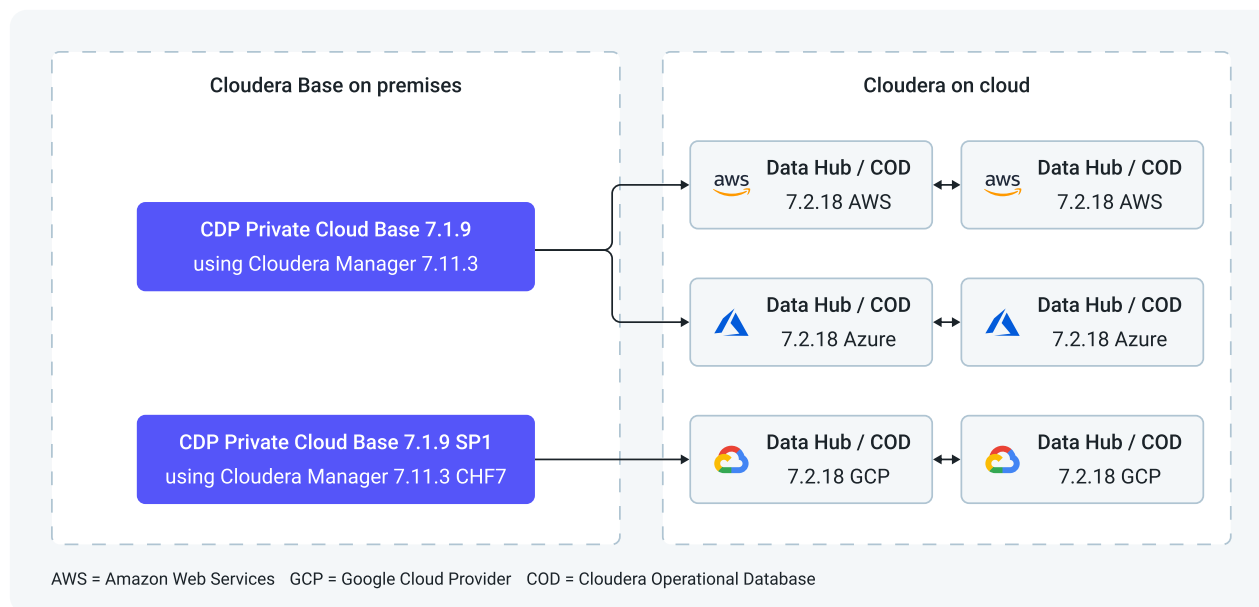 Cloudera Base on premises
CDP Private Cloud Base 7.1.9
using Cloudera Manager 7.11.3
CDP Private Cloud Base 7.1.9 SP1
using Cloudera Manager 7.11.3 CHF7
Cloudera on cloud
aws
Data Hub / COD
7.2.18 AWS
aws
Data Hub / COD
7.2.18 AWS
Data Hub / COD
7.2.18 Azure
Data Hub / COD
7.2.18 Azure
Data Hub / COD
7.2.18 GCP
Data Hub / COD
7.2.18 GCP
AWS = Amazon Web Services GCP = Google Cloud Provider COD = Cloudera Operational Database